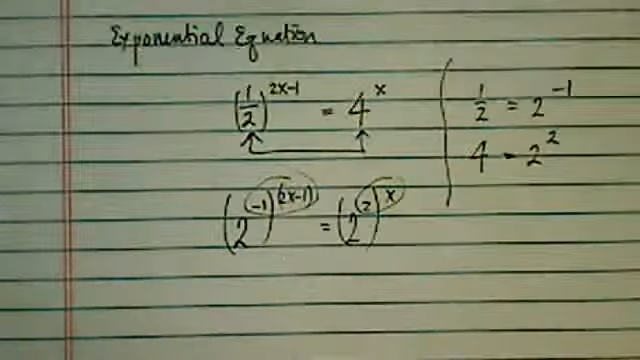 Exponential Equation
(1/2)^(2x-1) = 4^x
1/2 = 2^-1
4 = 2^2
(2^(-1))^(2x-1) = (2^(2))^x